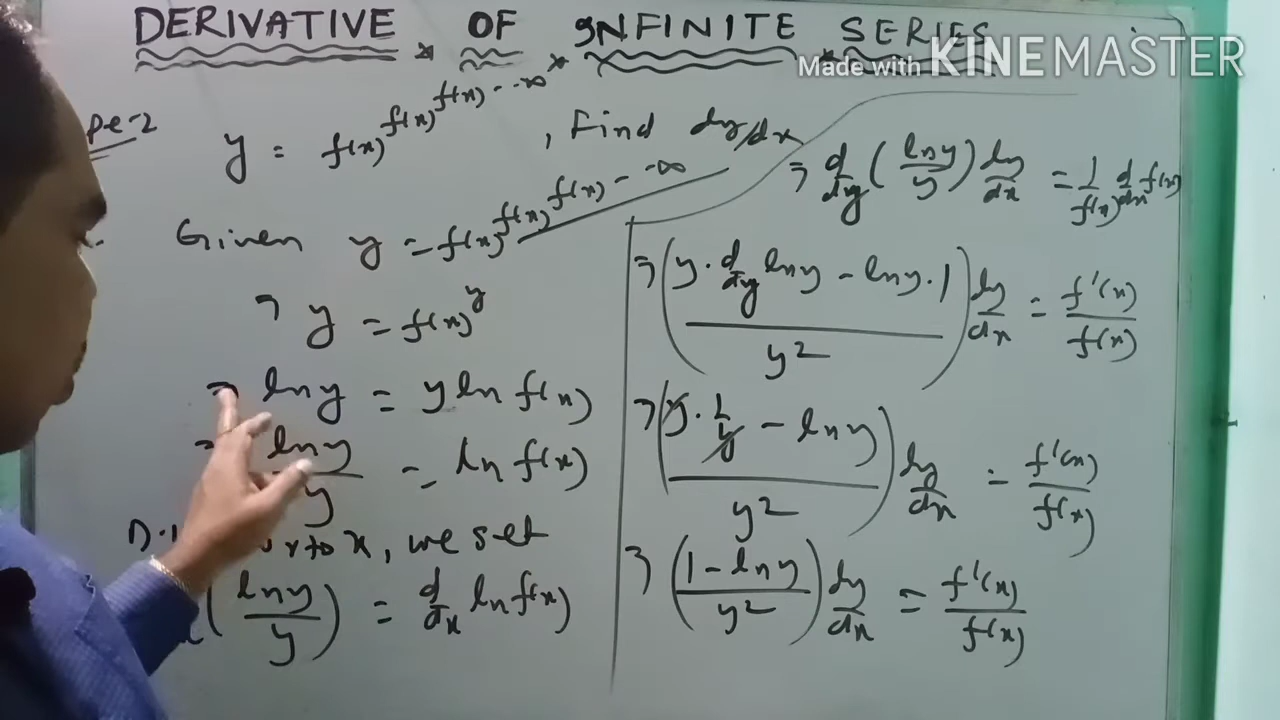 DERIVATIVE OF INFINITE SERIES
Made with KINEMASTER
pe-2
y = f(x)^f(x)^f(x)---∞, Find dy/dx
Given y = f(x)^f(x)^f(x)---∞
⇒ y = f(x)^y
⇒ ln y = y ln f(x)
⇒ ln y / y = ln f(x)
to x, we get
(ln y / y) = d/dx ln f(x)
⇒ d/dy (ln y / y) dy/dx = 1/f(x) d/dx f(x)
⇒ ((y · d/dy ln y - ln y · 1) / y²) dy/dx = f'(x)/f(x)
⇒ ((y · 1/y - ln y) / y²) dy/dx = f'(x)/f(x)
⇒ ((1 - ln y) / y²) dy/dx = f'(x)/f(x)